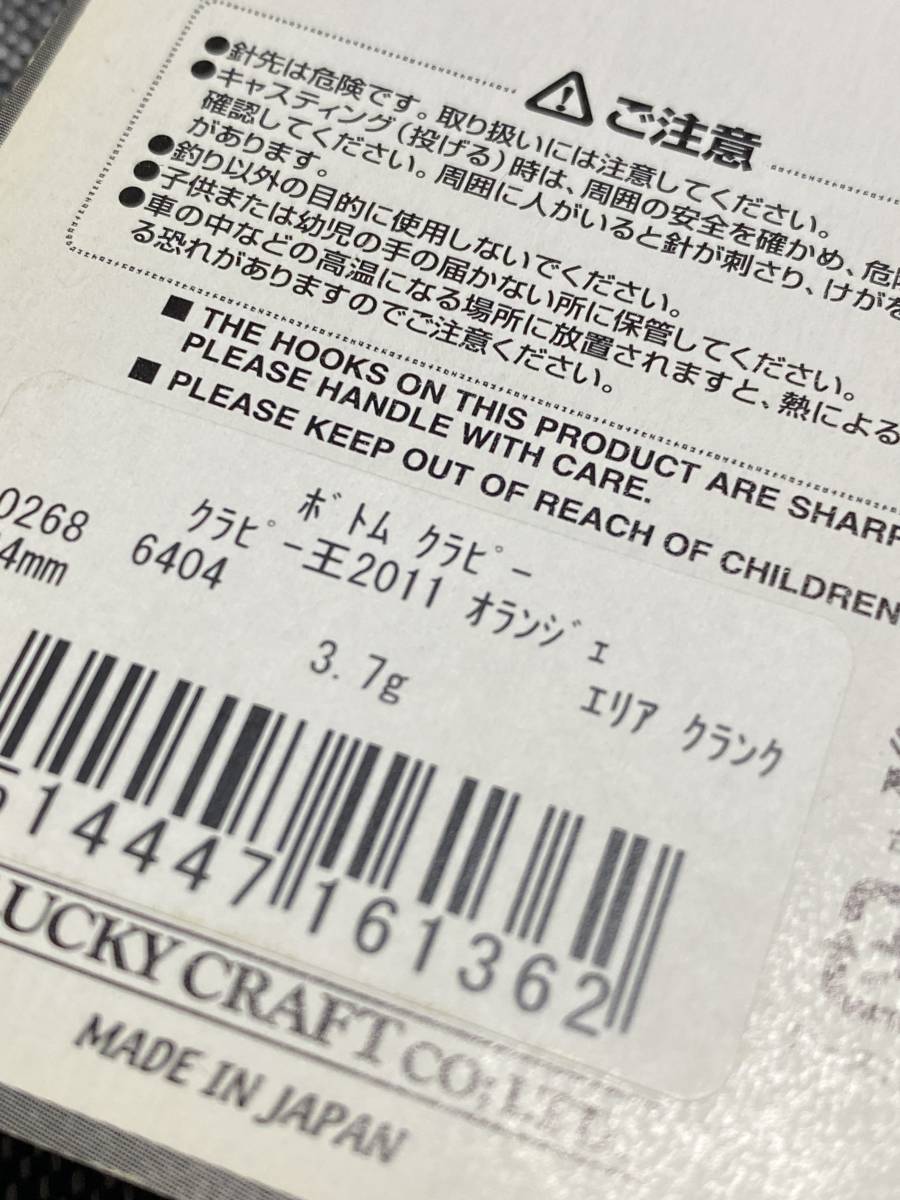 ご注意
●針先は危険です。取り扱いには注意してください。
●キャスティング(投げる)時は、周囲の安全を確かめ、危
確認してください。周囲に人がいると針が刺さり、けがを
があります。
●釣り以外の目的に使用しないでください。
●子供または幼児の手の届かない所に保管してください。
●車の中などの高温になる場所に放置されますと、熱による
る恐れがありますのでご注意ください。
■ THE HOOKS ON THIS PRODUCT ARE SHARP
PLEASE HANDLE WITH CARE.
■ PLEASE KEEP OUT OF REACH OF CHILDREN
ﾎﾞﾄﾑ ｸﾗﾋﾟｰ
0268 ｸﾗﾋﾟｰ王2011 ｵﾗﾝｼﾞｪ
4mm 6404 3.7g ｴﾘｱ ｸﾗﾝｸ
14447 161362
UCKY CRAFT CO; LTD
MADE IN JAPAN